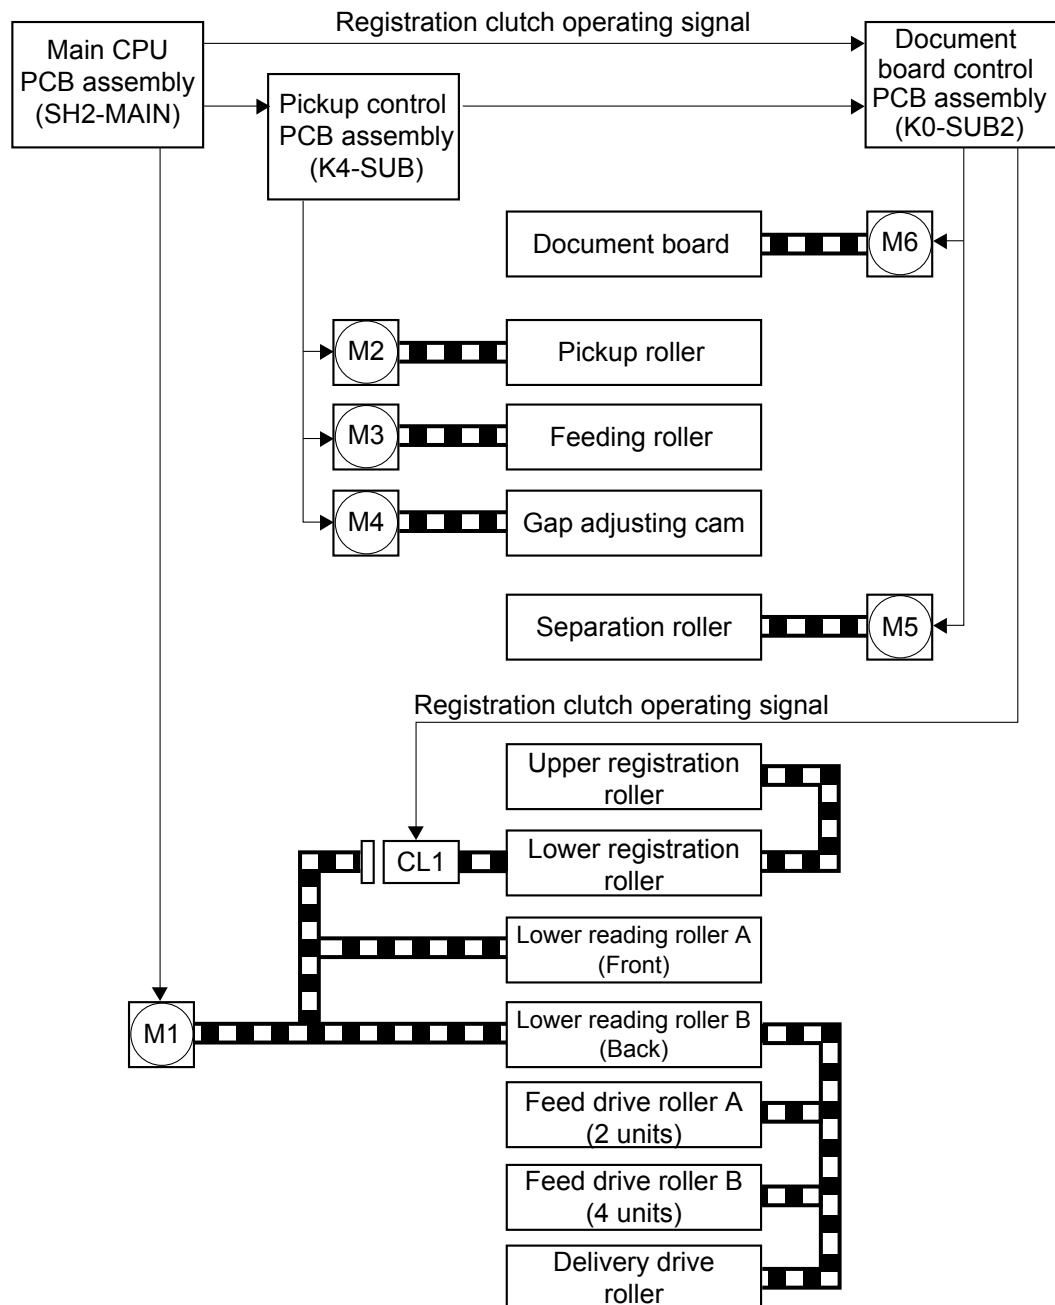 Registration clutch operating signal
Main CPU
PCB assembly
(SH2-MAIN)
Pickup control
PCB assembly
(K4-SUB)
Document
board control
PCB assembly
(K0-SUB2)
Document board
M6
M2
Pickup roller
M3
Feeding roller
M4
Gap adjusting cam
Separation roller
M5
Registration clutch operating signal
Upper registration
roller
CL1
Lower registration
roller
Lower reading roller A
(Front)
M1
Lower reading roller B
(Back)
Feed drive roller A
(2 units)
Feed drive roller B
(4 units)
Delivery drive
roller